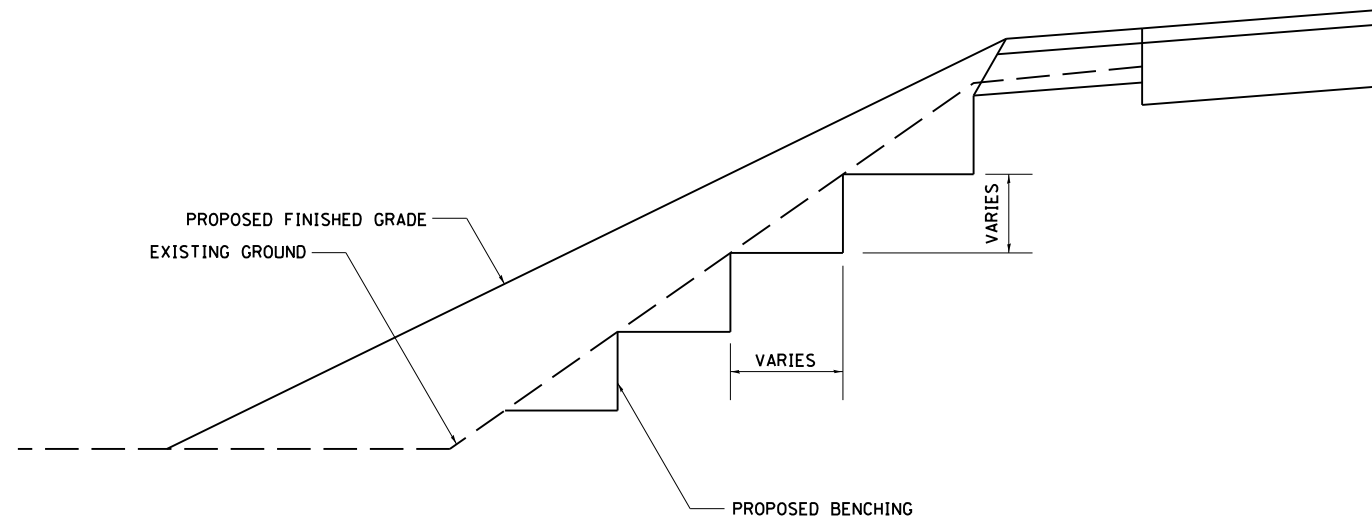 PROPOSED FINISHED GRADE
EXISTING GROUND
VARIES
VARIES
PROPOSED BENCHING